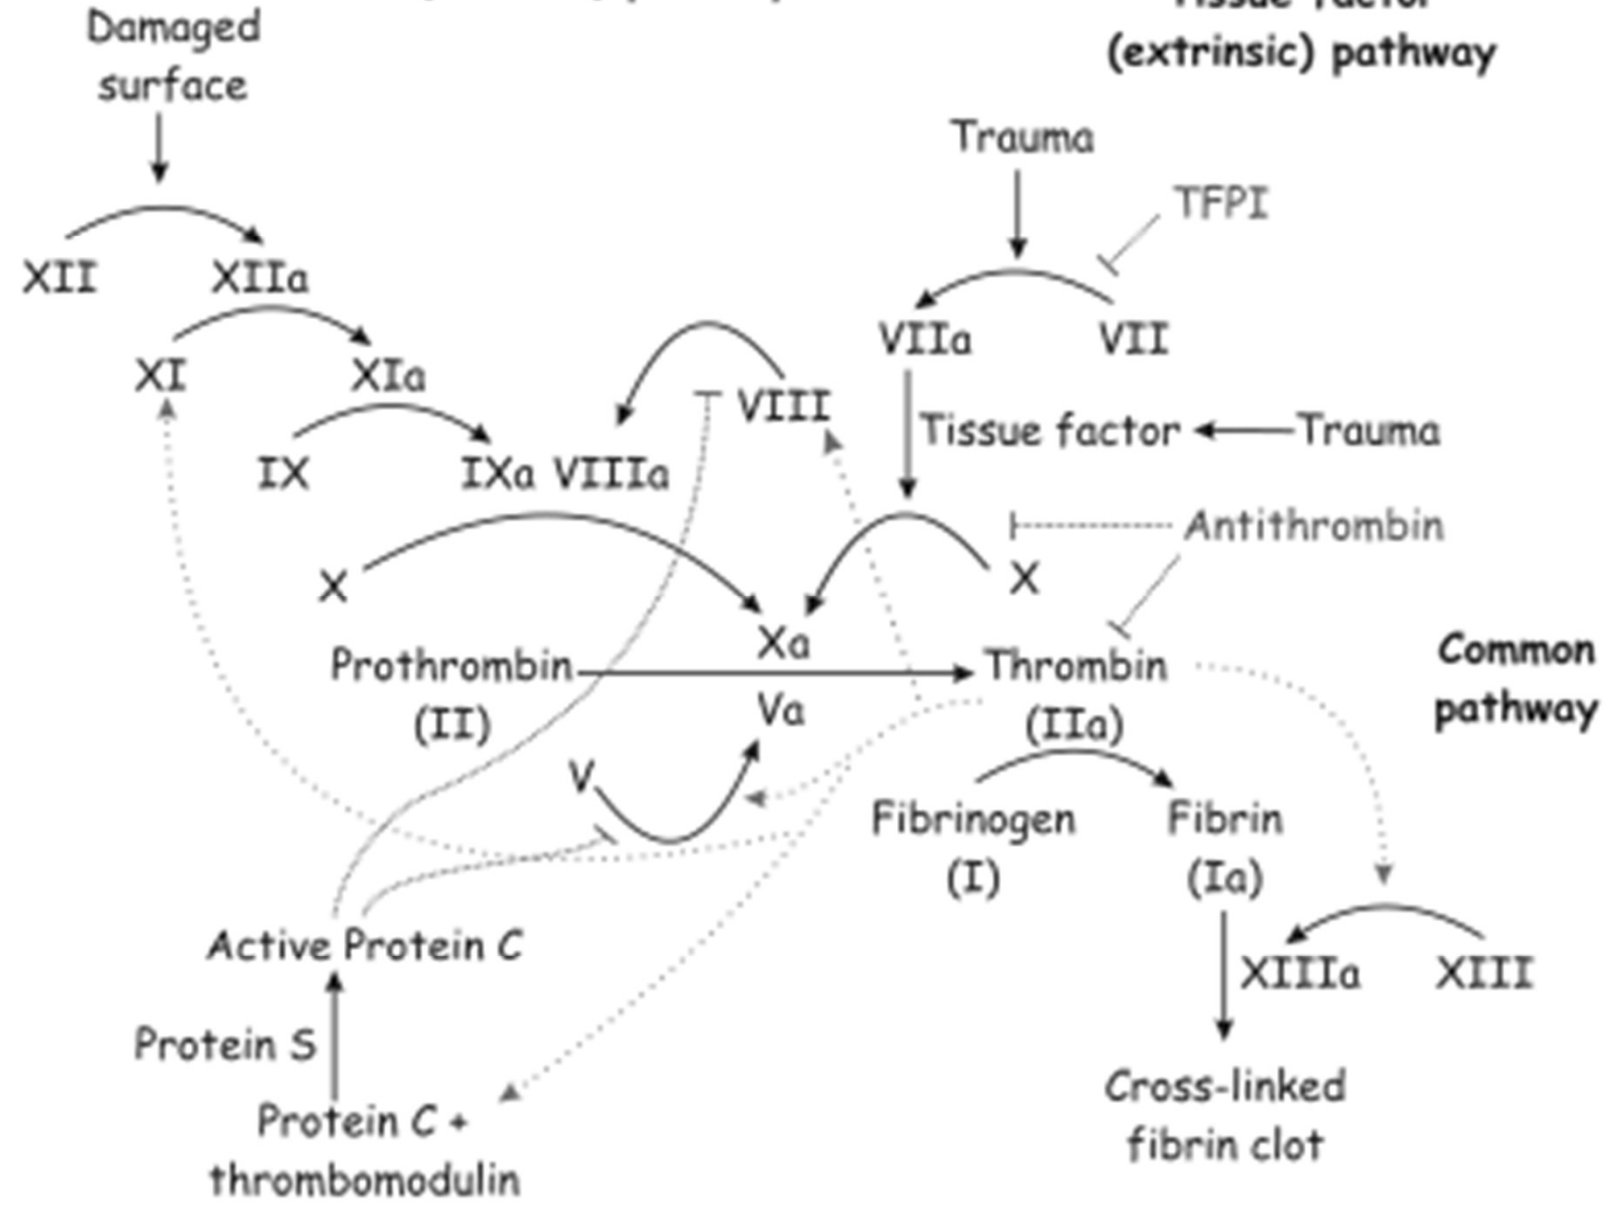 Tissue factor
(extrinsic) pathway
Damaged
surface
Trauma
TFPI
XII XIIa
VIIa VII
XI XIa
VIII
Tissue factor Trauma
IX IXa VIIIa
Antithrombin
X X
Xa
Prothrombin Thrombin
(II) (IIa)
Va
Common
pathway
V
Fibrinogen Fibrin
(I) (Ia)
Active Protein C
XIIIa XIII
Protein S
Protein C +
thrombomodulin
Cross-linked
fibrin clot